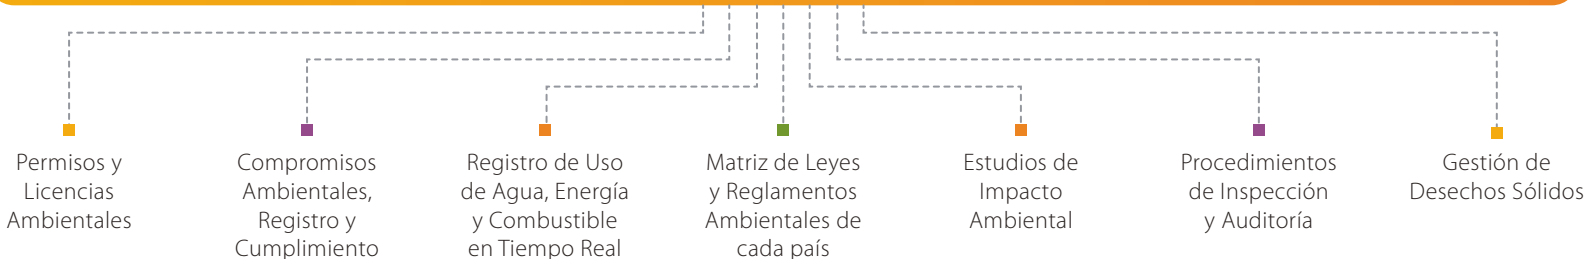 Permisos y
Licencias
Ambientales
Compromisos
Ambientales,
Registro y
Cumplimiento
Registro de Uso
de Agua, Energía
y Combustible
en Tiempo Real
Matriz de Leyes
y Reglamentos
Ambientales de
cada país
Estudios de
Impacto
Ambiental
Procedimientos
de Inspección
y Auditoría
Gestión de
Desechos Sólidos